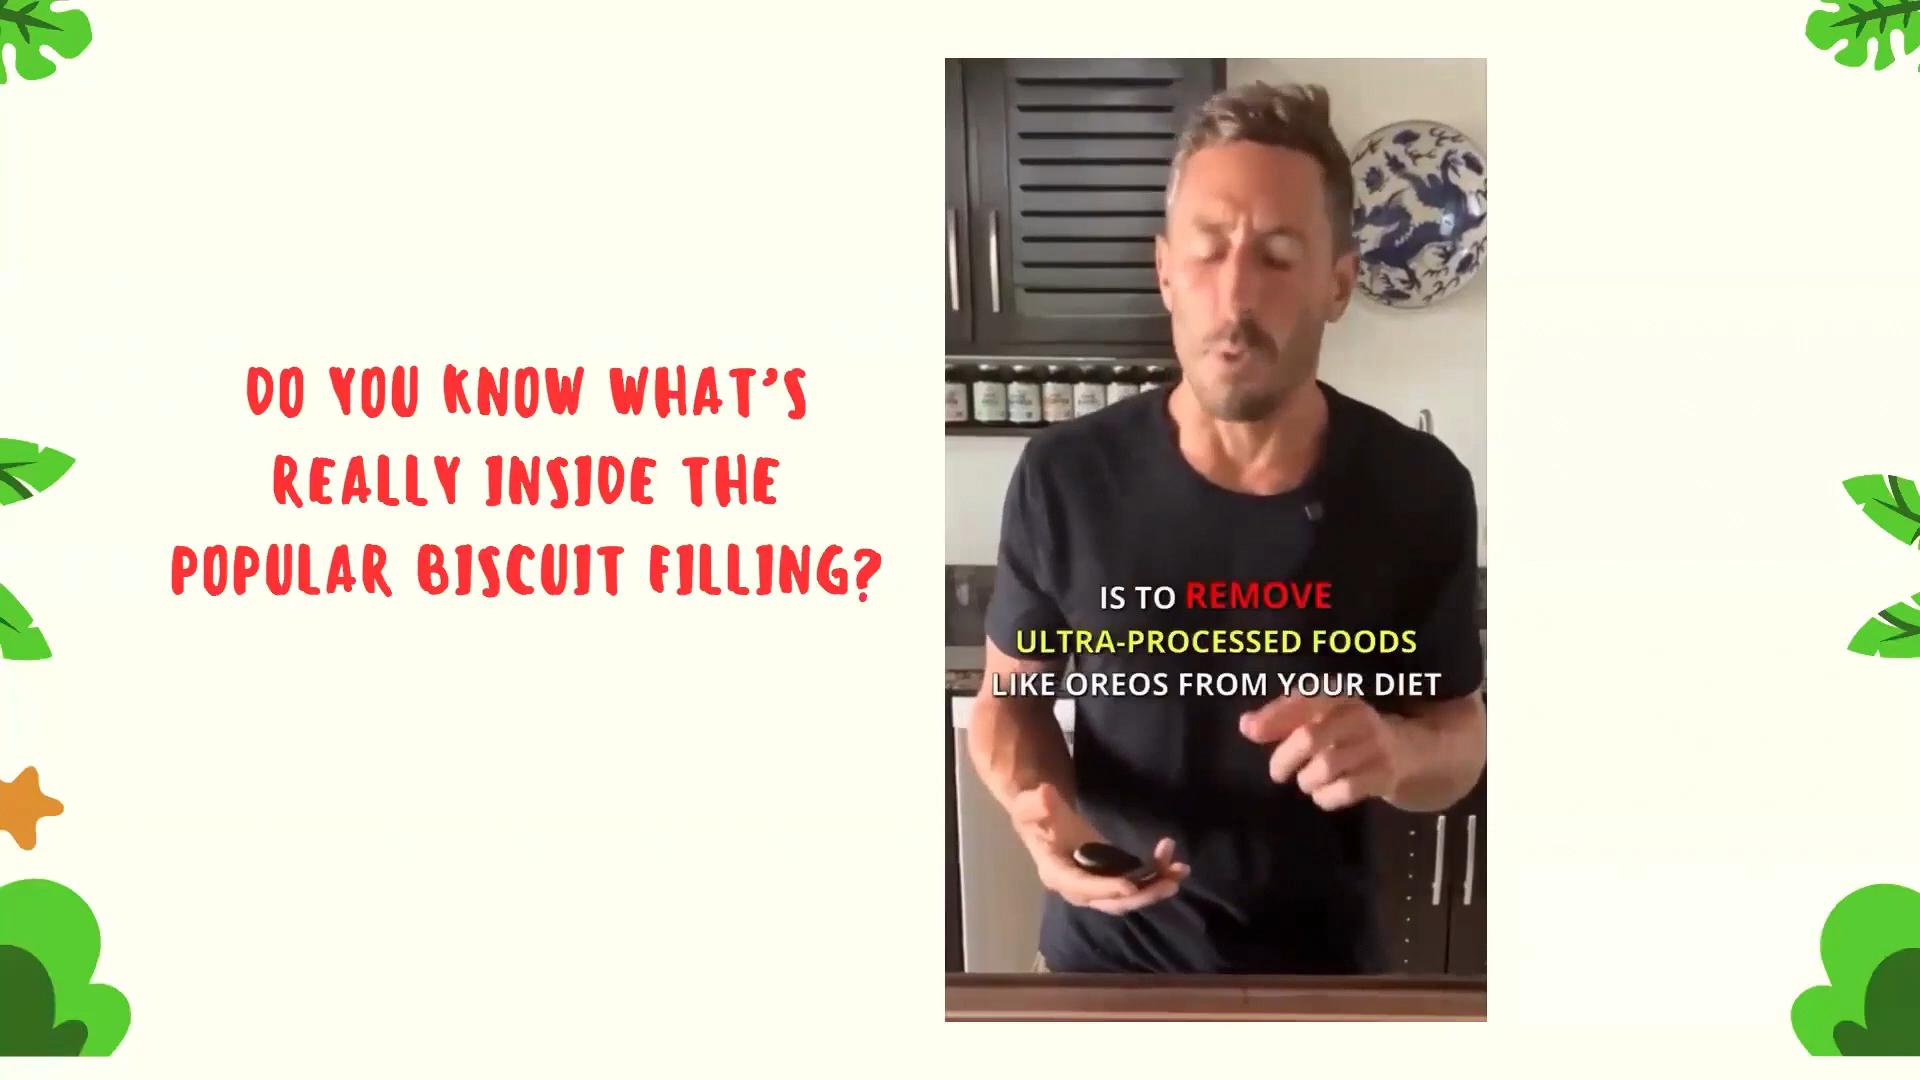 DO YOU KNOW WHAT'S
REALLY INSIDE THE
POPULAR BISCUIT FILLING?
IS TO REMOVE
ULTRA-PROCESSED FOODS
LIKE OREOS FROM YOUR DIET